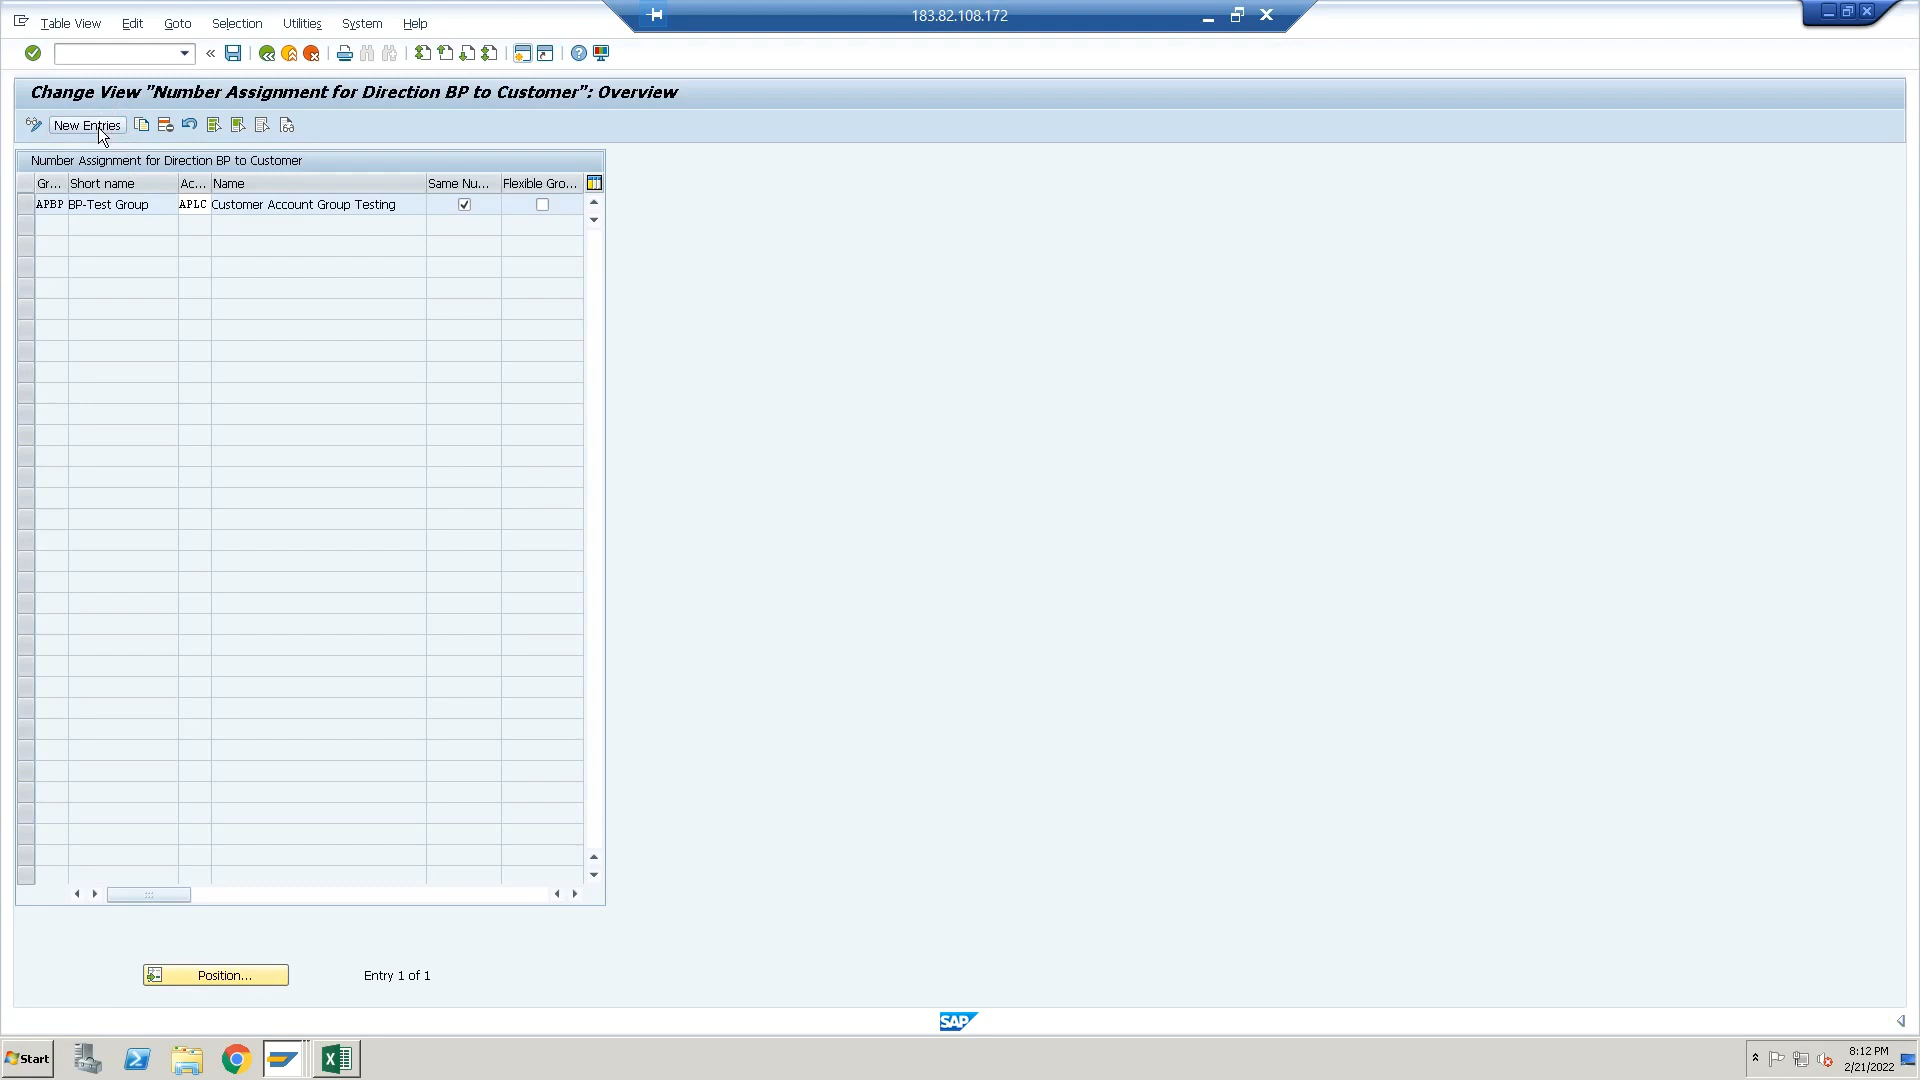 183.82.108.172
Table View Edit Goto Selection Utilities System Help
Change View "Number Assignment for Direction BP to Customer": Overview
New Entries
Number Assignment for Direction BP to Customer
Gr... Short name Ac... Name Same Nu... Flexible Gro...
APBP BP-Test Group APLC Customer Account Group Testing
Position... Entry 1 of 1
SAP
Start
8:12 PM
2/21/2022